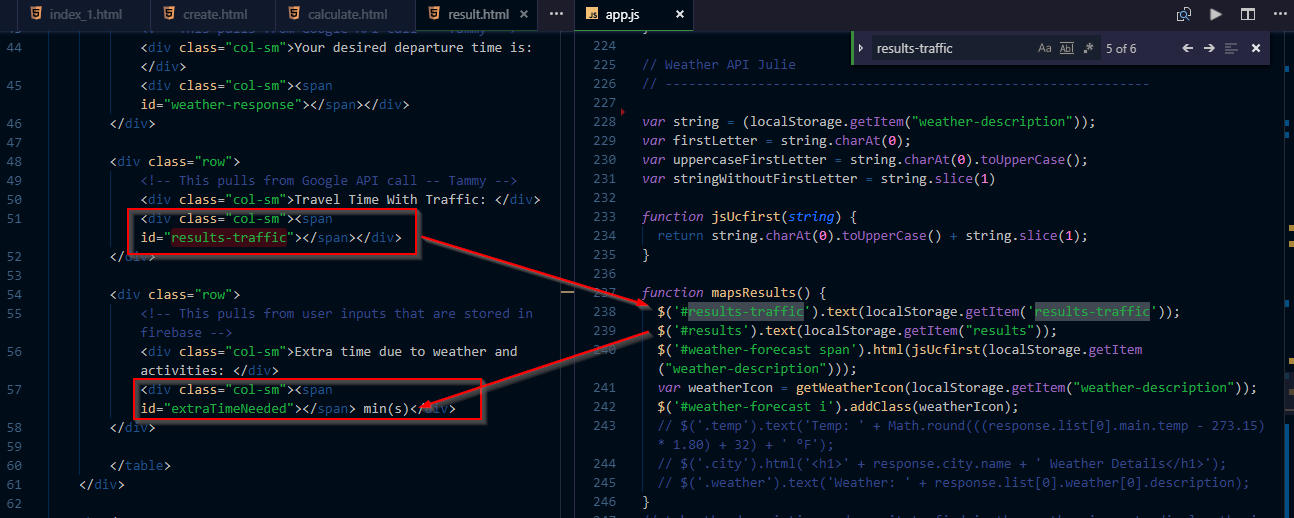 index_1.html
create.html
calculate.html
result.html ×
···
JS app.js ×
···
results-traffic
Aa Abl .*
5 of 6
44 <div class="col-sm">Your desired departure time is:
</div>
45 <div class="col-sm"><span
id="weather-response"></span></div>
46 </div>
47
48 <div class="row">
49 <!-- This pulls from Google API call -- Tammy -->
50 <div class="col-sm">Travel Time With Traffic: </div>
51 <div class="col-sm"><span
id="results-traffic"></span></div>
52 </div>
53
54 <div class="row">
55 <!-- This pulls from user inputs that are stored in
firebase -->
56 <div class="col-sm">Extra time due to weather and
activities: </div>
57 <div class="col-sm"><span
id="extraTimeNeeded"></span> min(s)</div>
58 </div>
59
60 </table>
61 </div>
62
224
225 // Weather API Julie
226 // ---------------------------------------------------------------
227
228 var string = (localStorage.getItem("weather-description"));
229 var firstLetter = string.charAt(0);
230 var uppercaseFirstLetter = string.charAt(0).toUpperCase();
231 var stringWithoutFirstLetter = string.slice(1)
232
233 function jsUcfirst(string) {
234 return string.charAt(0).toUpperCase() + string.slice(1);
235 }
236
237 function mapsResults() {
238 $('#results-traffic').text(localStorage.getItem('results-traffic'));
239 $('#results').text(localStorage.getItem("results"));
240 $('#weather-forecast span').html(jsUcfirst(localStorage.getItem
("weather-description")));
241 var weatherIcon = getWeatherIcon(localStorage.getItem("weather-description"));
242 $('#weather-forecast i').addClass(weatherIcon);
243 // $('.temp').text('Temp: ' + Math.round(((response.list[0].main.temp - 273.15)
* 1.80) + 32) + ' °F');
244 // $('.city').html('<h1>' + response.city.name + ' Weather Details</h1>');
245 // $('.weather').text('Weather: ' + response.list[0].weather[0].description);
246 }